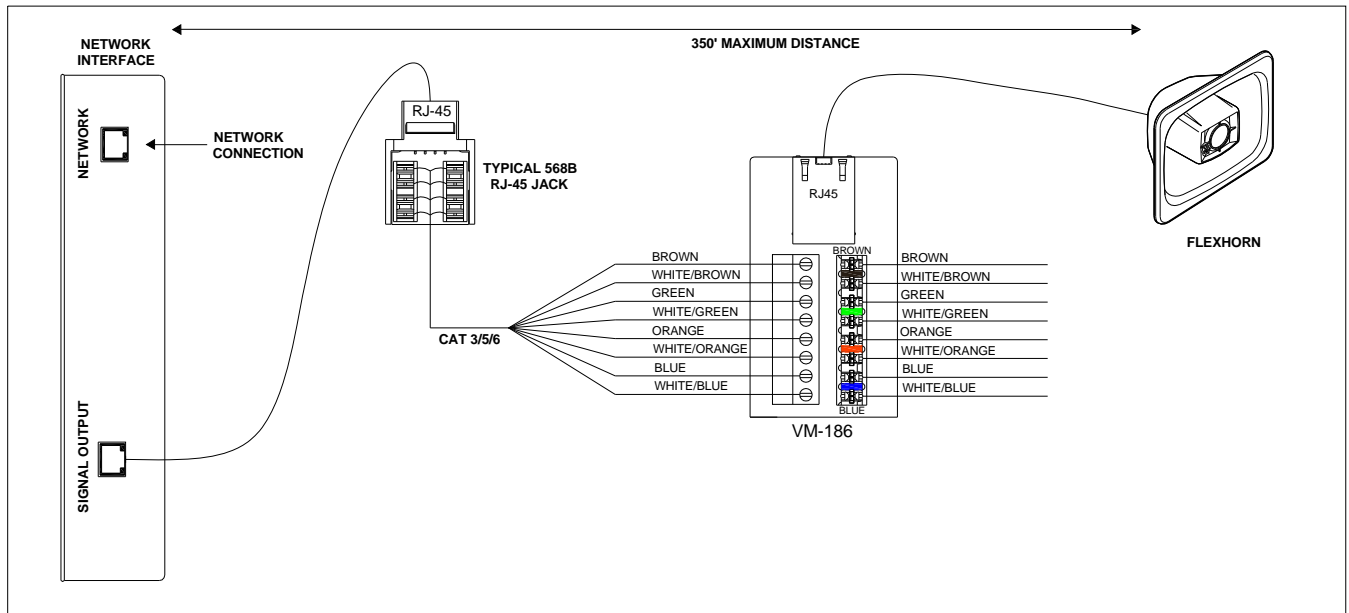 350' MAXIMUM DISTANCE
NETWORK
INTERFACE
NETWORK
NETWORK
CONNECTION
SIGNAL OUTPUT
RJ-45
TYPICAL 568B
RJ-45 JACK
CAT 3/5/6
BROWN
WHITE/BROWN
GREEN
WHITE/GREEN
ORANGE
WHITE/ORANGE
BLUE
WHITE/BLUE
RJ45
BROWN
BLUE
VM-186
BROWN
WHITE/BROWN
GREEN
WHITE/GREEN
ORANGE
WHITE/ORANGE
BLUE
WHITE/BLUE
FLEXHORN